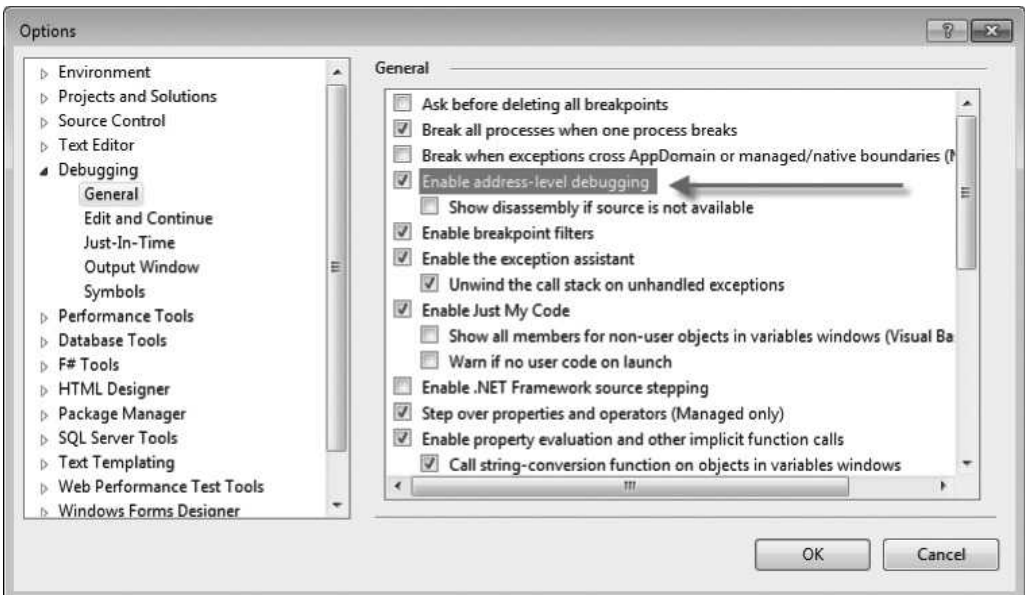 Options
Environment
Projects and Solutions
Source Control
Text Editor
Debugging
General
Edit and Continue
Just-In-Time
Output Window
Symbols
Performance Tools
Database Tools
F# Tools
HTML Designer
Package Manager
SQL Server Tools
Text Templating
Web Performance Test Tools
Windows Forms Designer
General
Ask before deleting all breakpoints
Break all processes when one process breaks
Break when exceptions cross AppDomain or managed/native boundaries (M
Enable address-level debugging
Show disassembly if source is not available
Enable breakpoint filters
Enable the exception assistant
Unwind the call stack on unhandled exceptions
Enable Just My Code
Show all members for non-user objects in variables windows (Visual Ba
Warn if no user code on launch
Enable .NET Framework source stepping
Step over properties and operators (Managed only)
Enable property evaluation and other implicit function calls
Call string-conversion function on objects in variables windows
OK
Cancel